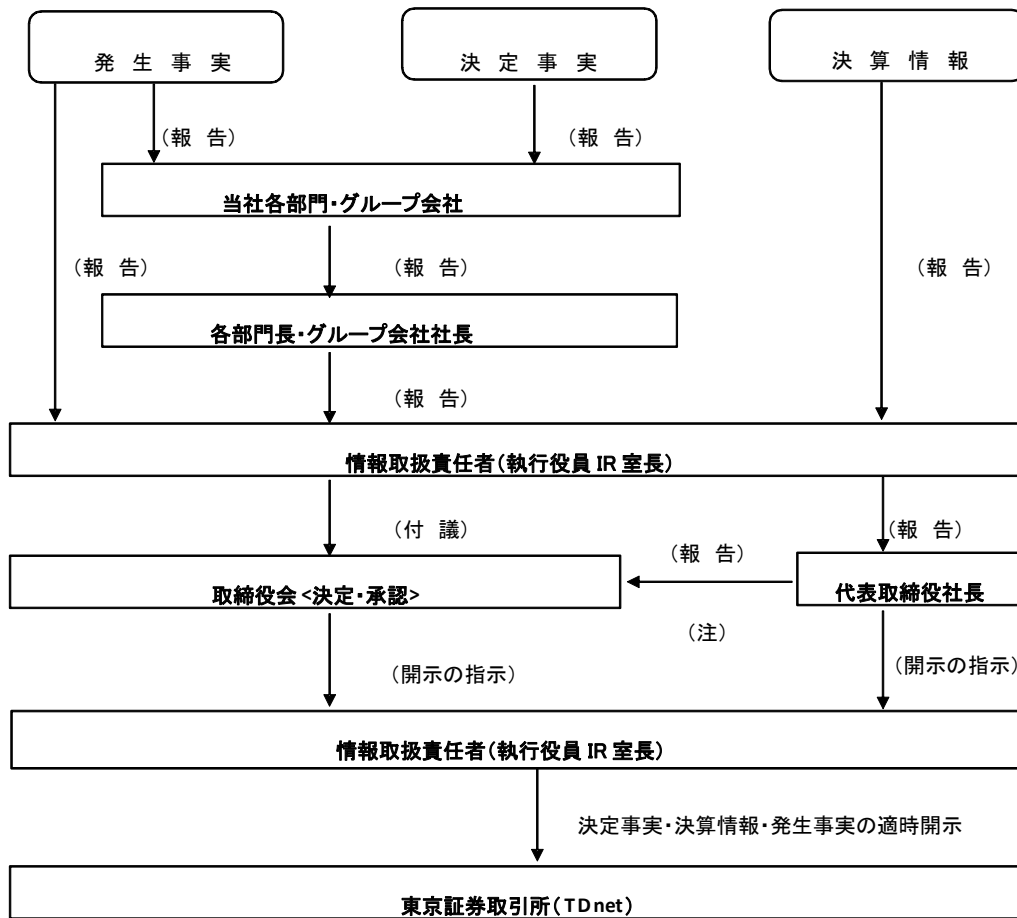 発 生 事 実
決 定 事 実
決 算 情 報
(報 告)
(報 告)
当社各部門・グループ会社
(報 告)
(報 告)
(報 告)
各部門長・グループ会社社長
(報 告)
情報取扱責任者(執行役員 IR 室長)
(付 議)
(報 告)
(報 告)
取締役会 <決定・承認>
代表取締役社長
(注)
(開示の指示)
(開示の指示)
情報取扱責任者(執行役員 IR 室長)
決定事実・決算情報・発生事実の適時開示
東京証券取引所(TDnet)